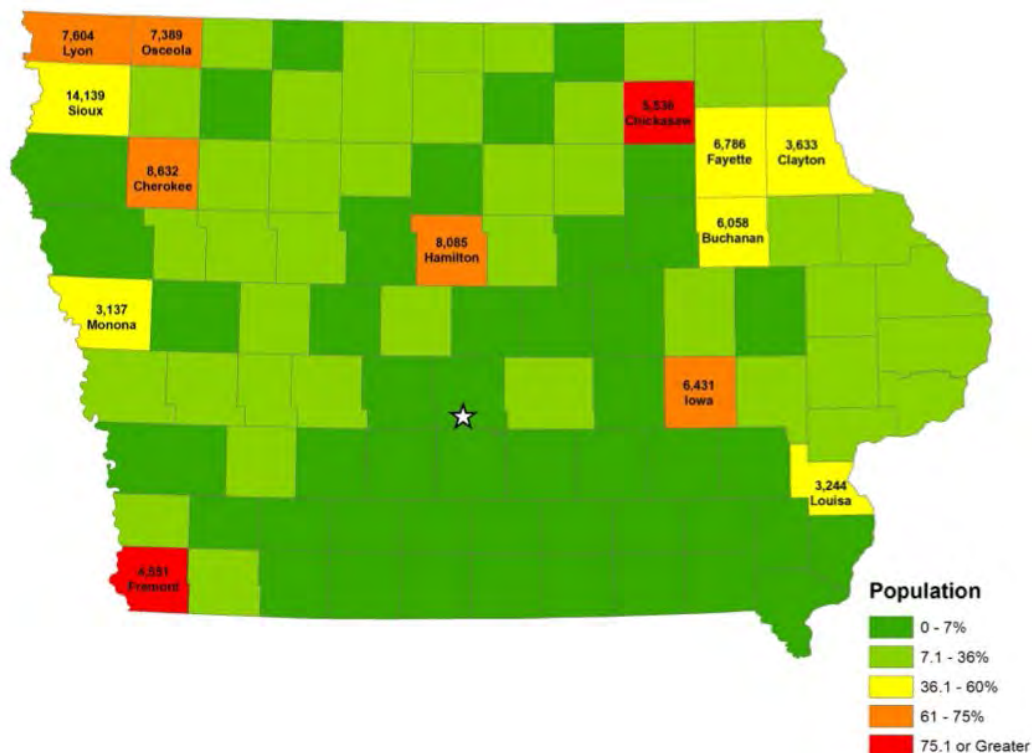 7,604
Lyon
7,389
Osceola
14,139
Sioux
5,536
Chickasaw
6,786
Fayette
3,633
Clayton
8,632
Cherokee
6,058
Buchanan
8,085
Hamilton
3,137
Monona
6,431
Iowa
3,244
Louisa
4,551
Fremont
Population
0 - 7%
7.1 - 36%
36.1 - 60%
61 - 75%
75.1 or Greater